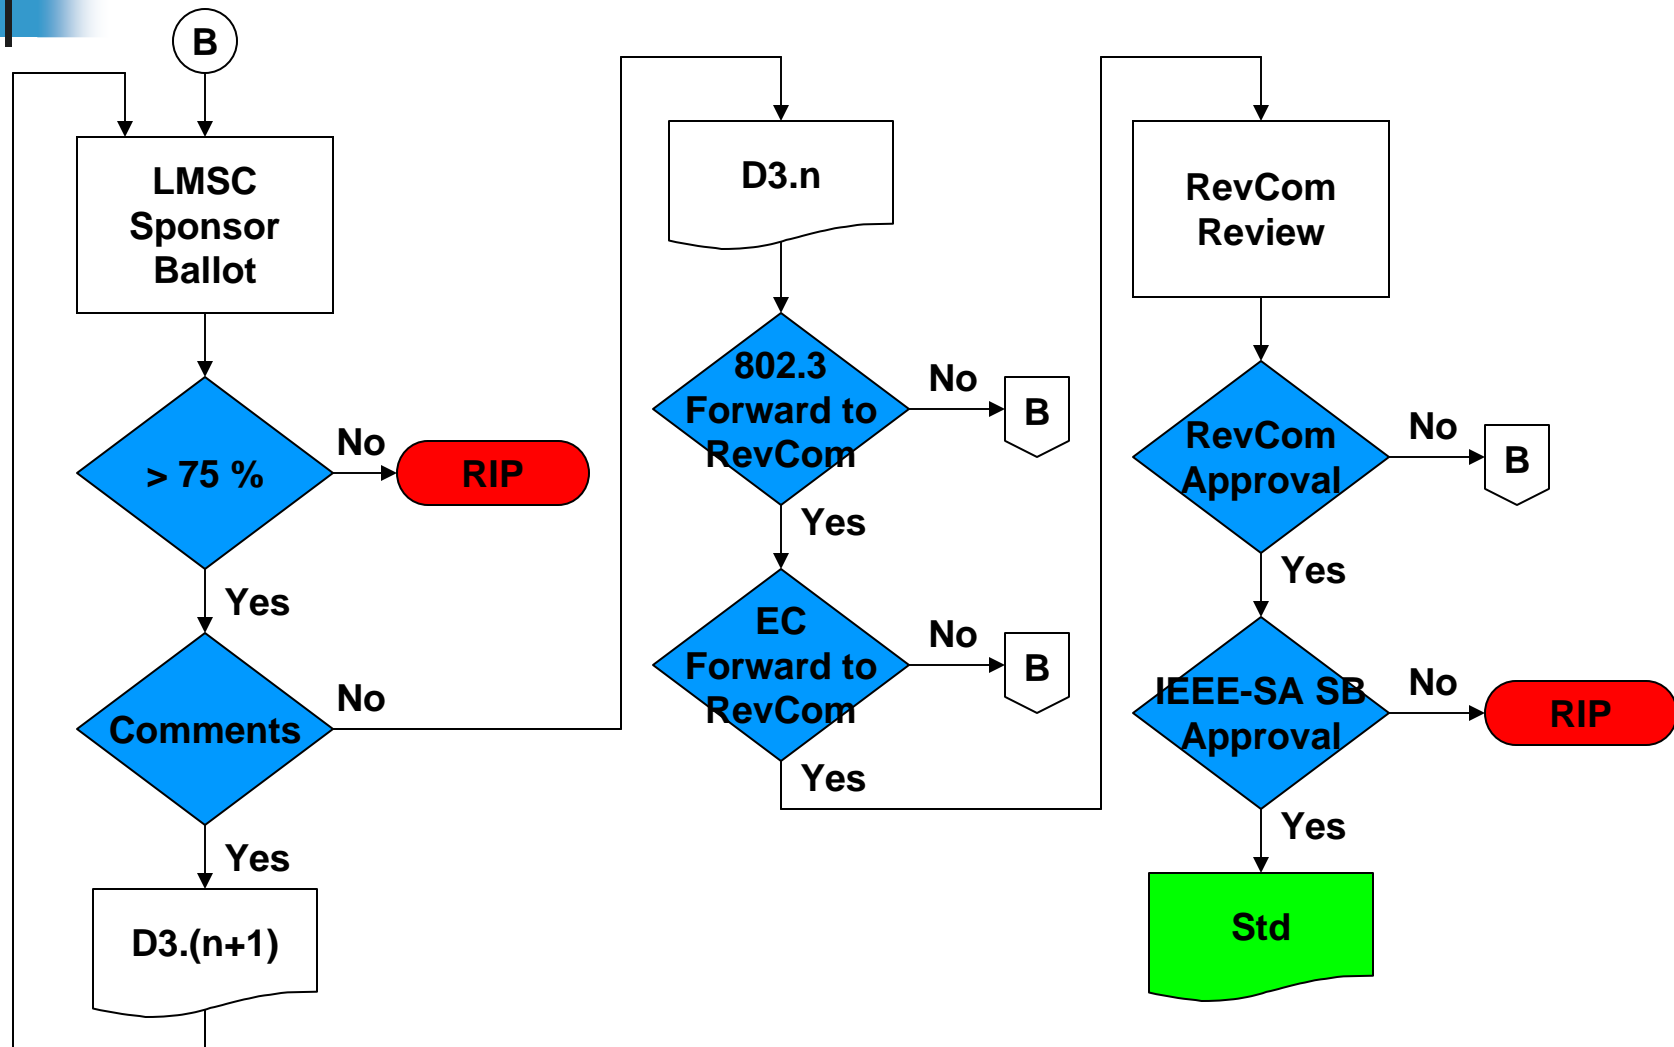 B
LMSC
Sponsor
Ballot
> 75 %
No
RIP
Yes
Comments
No
Yes
D3.(n+1)
D3.n
802.3
Forward to
RevCom
No
B
Yes
EC
Forward to
RevCom
No
B
Yes
RevCom
Review
RevCom
Approval
No
B
Yes
IEEE-SA SB
Approval
No
RIP
Yes
Std